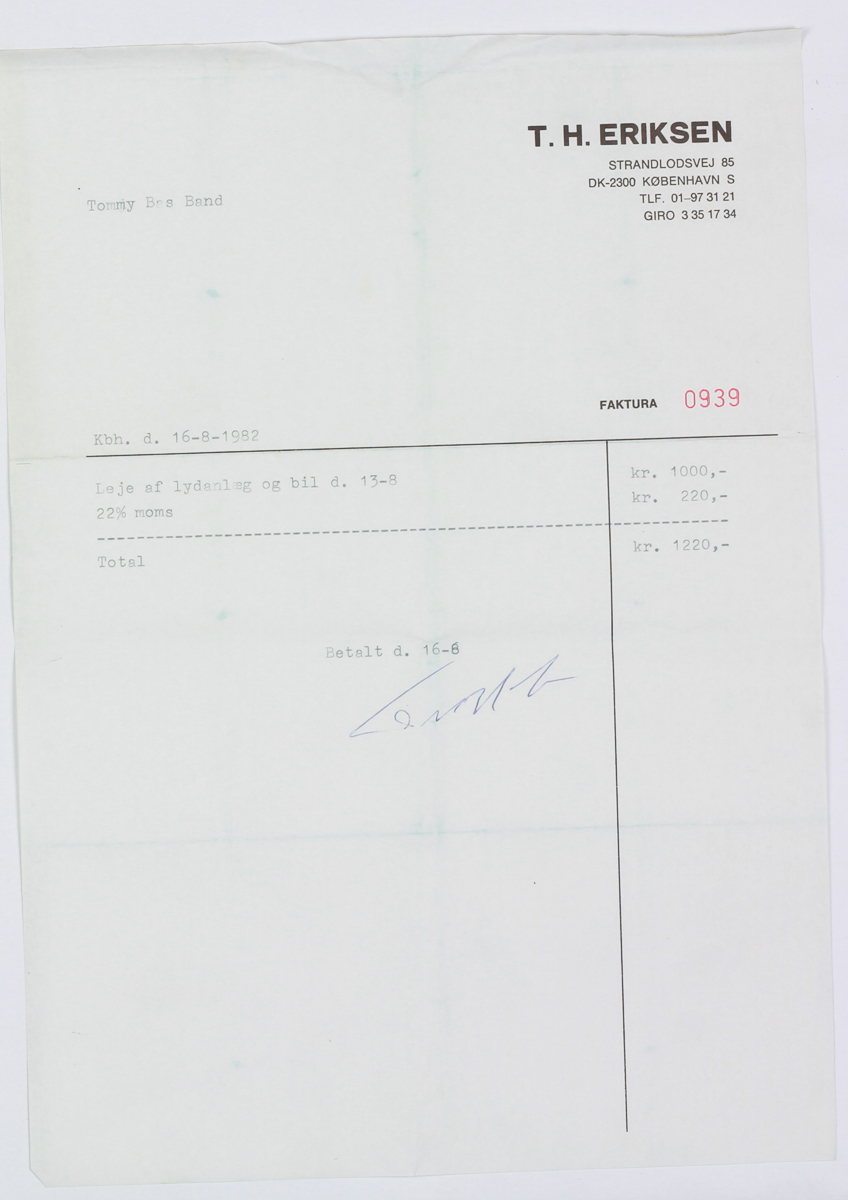 T. H. ERIKSEN
STRANDLODSVEJ 85
DK-2300 KØBENHAVN S
TLF. 01-97 31 21
GIRO 3 35 17 34
Tommy Bas Band
FAKTURA 0939
Kbh. d. 16-8-1982
Leje af lydanlæg og bil d. 13-8 kr. 1000,-
22% moms kr. 220,-
Total kr. 1220,-
Betalt d. 16-8